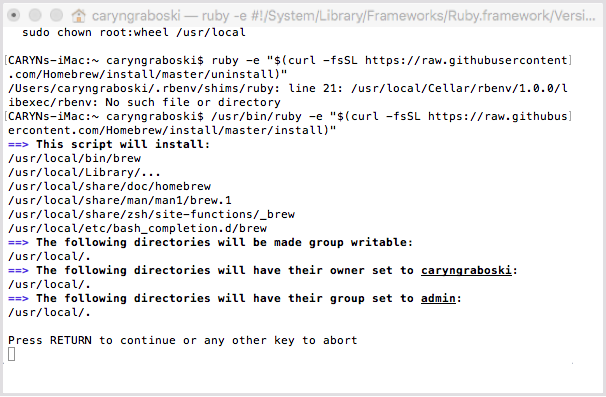 caryngraboski — ruby -e #!/System/Library/Frameworks/Ruby.framework/Versi...
sudo chown root:wheel /usr/local
[CARYNs-iMac:~ caryngraboski$ ruby -e "$(curl -fsSL https://raw.githubusercontent]
.com/Homebrew/install/master/uninstall)"
/Users/caryngraboski/.rbenv/shims/ruby: line 21: /usr/local/Cellar/rbenv/1.0.0/l
ibexec/rbenv: No such file or directory
[CARYNs-iMac:~ caryngraboski$ /usr/bin/ruby -e "$(curl -fsSL https://raw.githubus]
ercontent.com/Homebrew/install/master/install)"
==> This script will install:
/usr/local/bin/brew
/usr/local/Library/...
/usr/local/share/doc/homebrew
/usr/local/share/man/man1/brew.1
/usr/local/share/zsh/site-functions/_brew
/usr/local/etc/bash_completion.d/brew
==> The following directories will be made group writable:
/usr/local/.
==> The following directories will have their owner set to caryngraboski:
/usr/local/.
==> The following directories will have their group set to admin:
/usr/local/.
Press RETURN to continue or any other key to abort